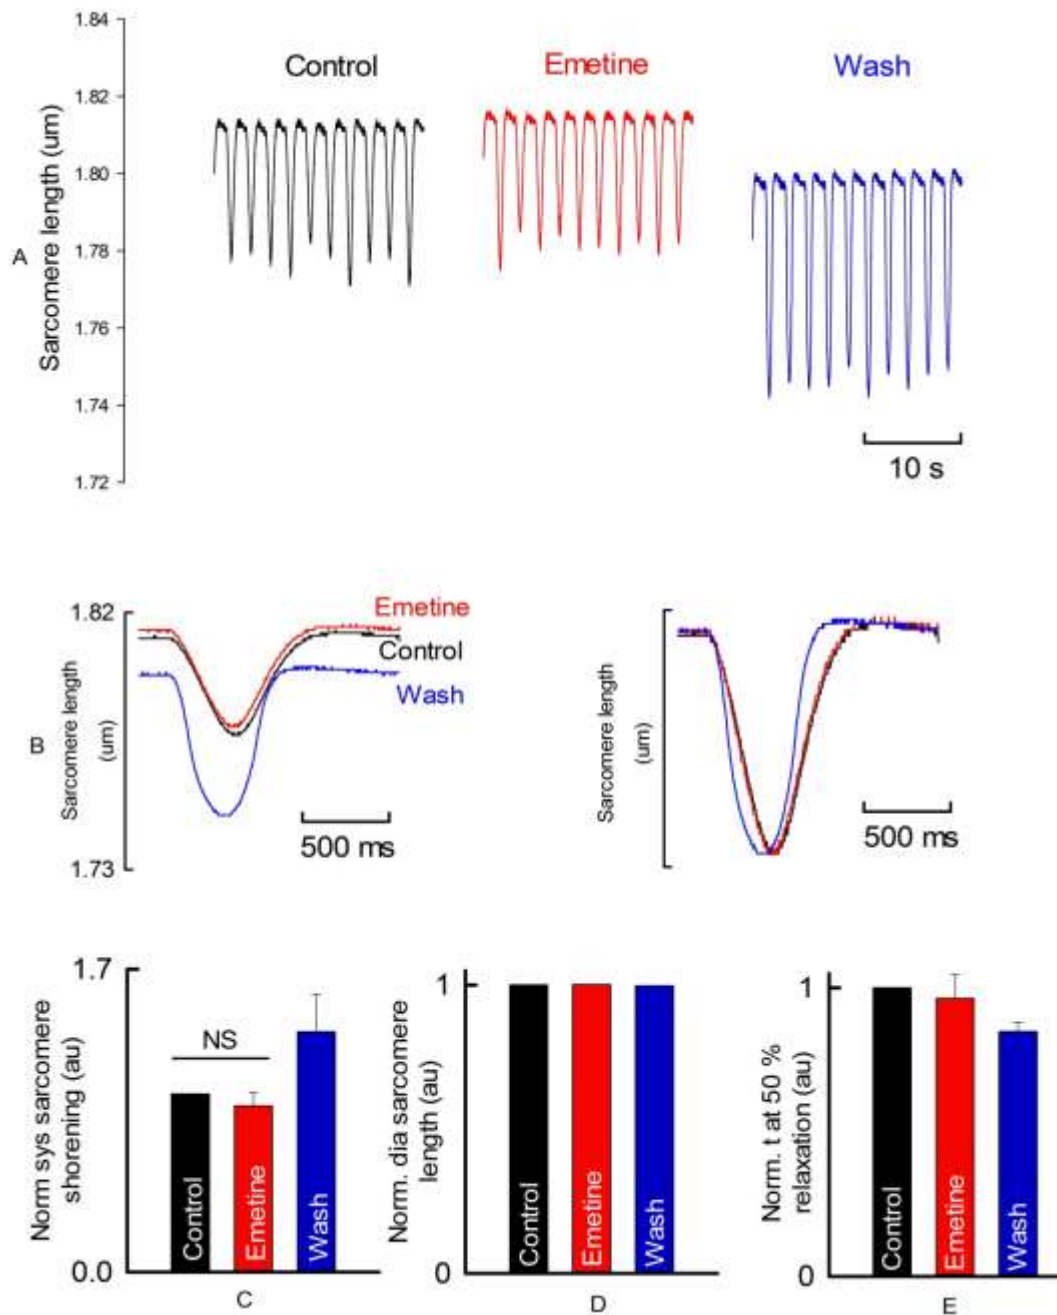 1.84
Control
Emetine
Wash
1.82
1.80
1.78
1.76
1.74
1.72
A
Sarcomere length (um)
10 s
1.82
Emetine
Control
Wash
B
Sarcomere length
(um)
500 ms
1.73
Sarcomere length
(um)
500 ms
1.7
NS
Norm sys sarcomere
shorening (au)
Control
Emetine
Wash
0.0
C
1
Norm. dia sarcomere
length (au)
Control
Emetine
Wash
0
D
1
Norm. t at 50 %
relaxation (au)
Control
Emetine
Wash
0
E